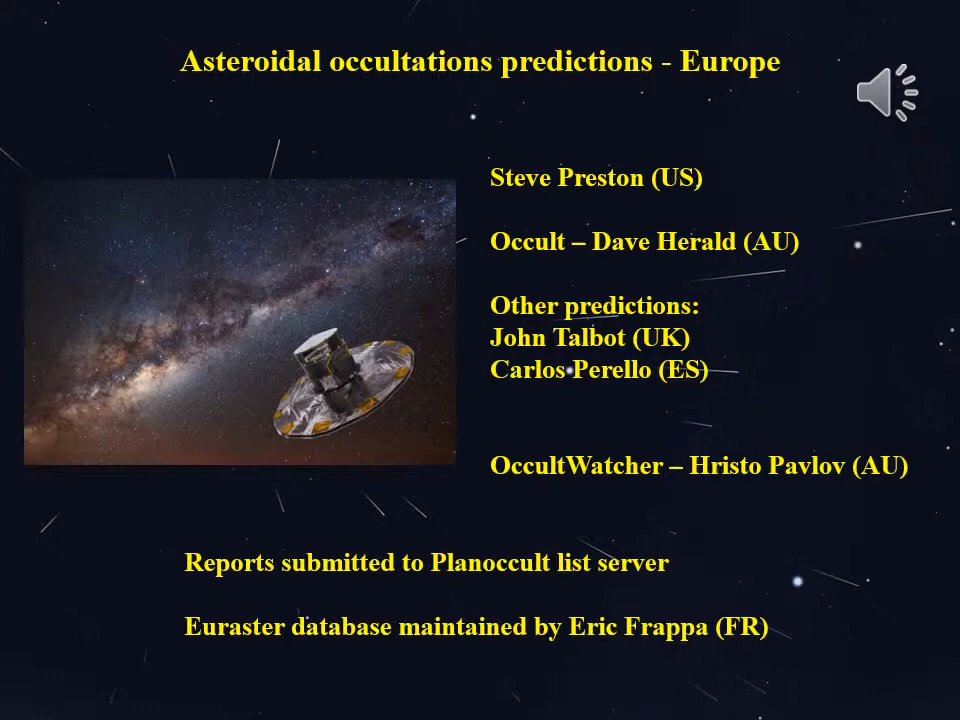 Asteroidal occultations predictions - Europe
Steve Preston (US)
Occult – Dave Herald (AU)
Other predictions:
John Talbot (UK)
Carlos Perello (ES)
OccultWatcher – Hristo Pavlov (AU)
Reports submitted to Planoccult list server
Euraster database maintained by Eric Frappa (FR)